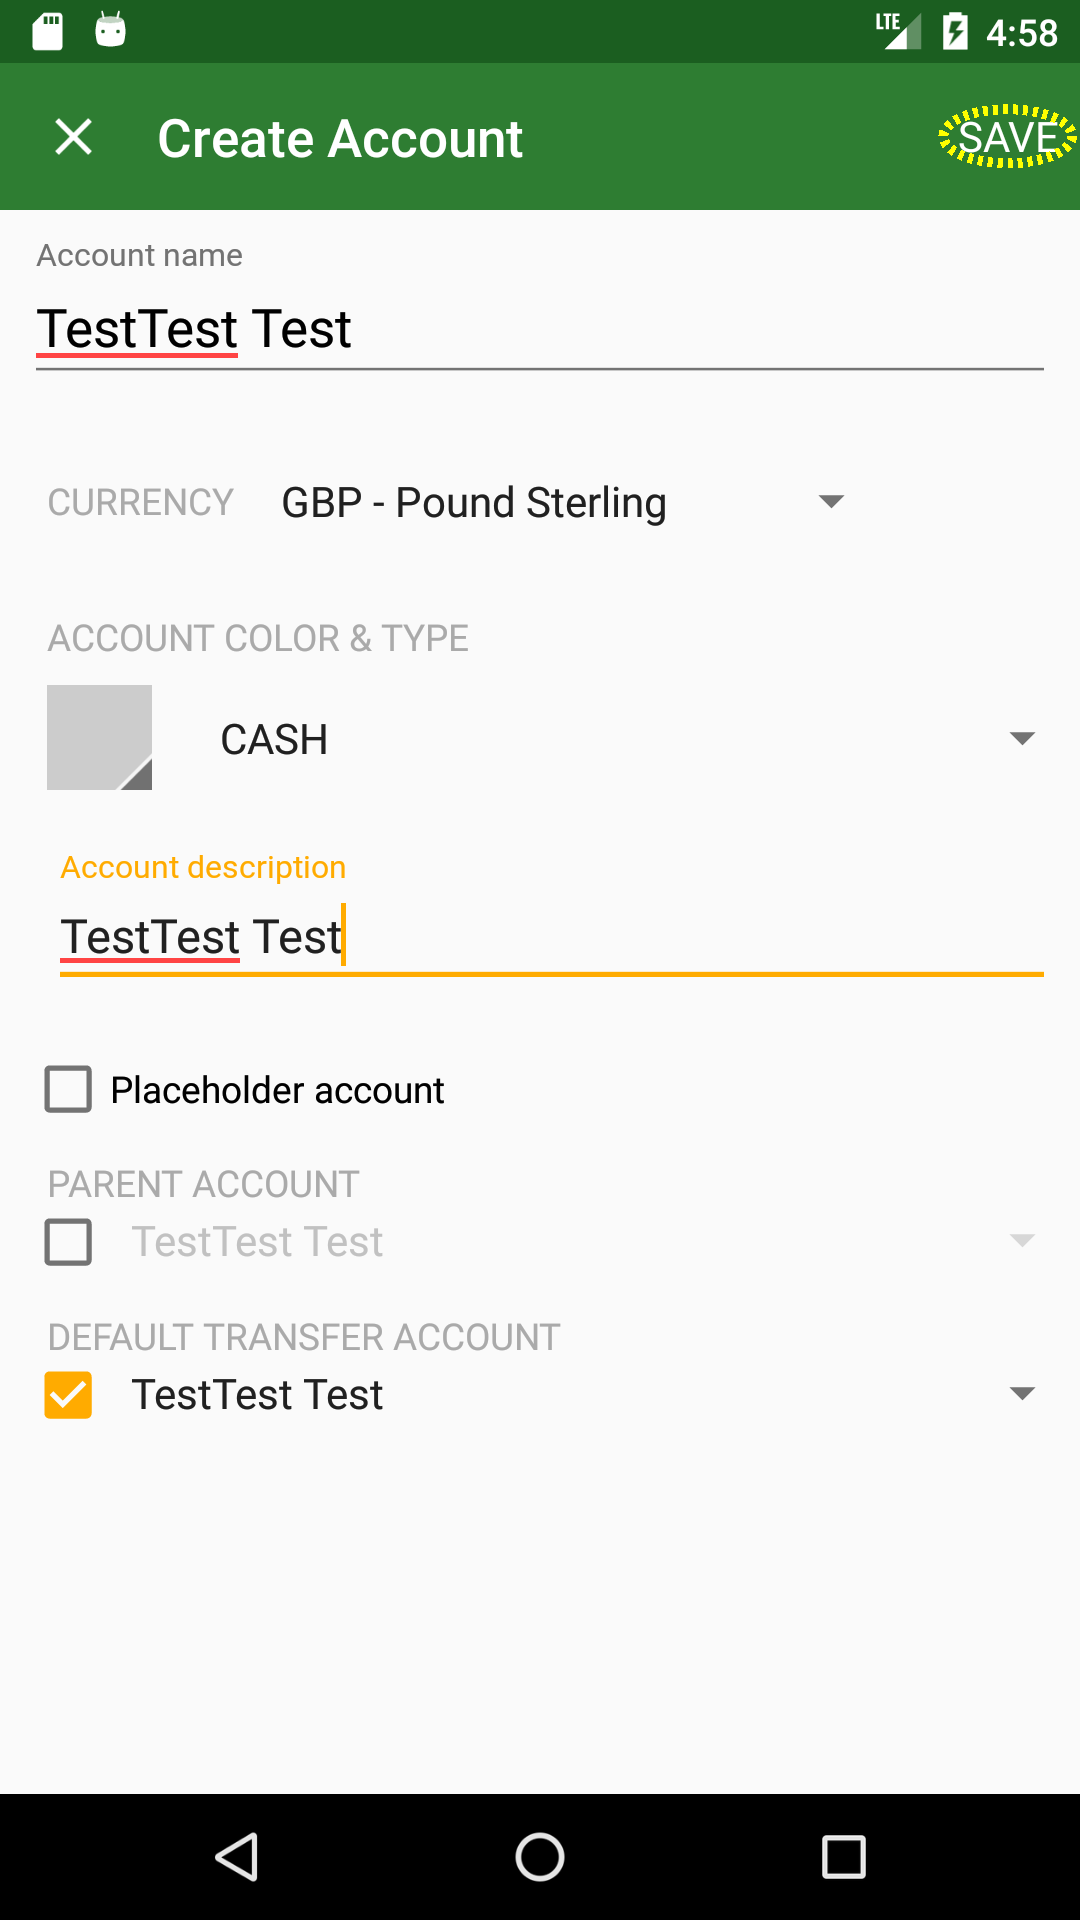 LTE 4:58
Create Account SAVE
Account name
TestTest Test
CURRENCY GBP - Pound Sterling
ACCOUNT COLOR & TYPE
CASH
Account description
TestTest Test
Placeholder account
PARENT ACCOUNT
TestTest Test
DEFAULT TRANSFER ACCOUNT
TestTest Test